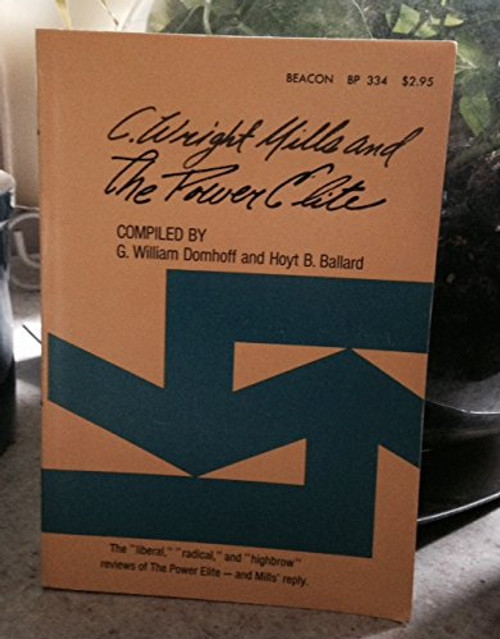 BEACON BP 334 $2.95
C. Wright Mills and
The Power Elite
COMPILED BY
G. William Domhoff and Hoyt B. Ballard
The "liberal," "radical," and "highbrow"
reviews of The Power Elite — and Mills' reply.